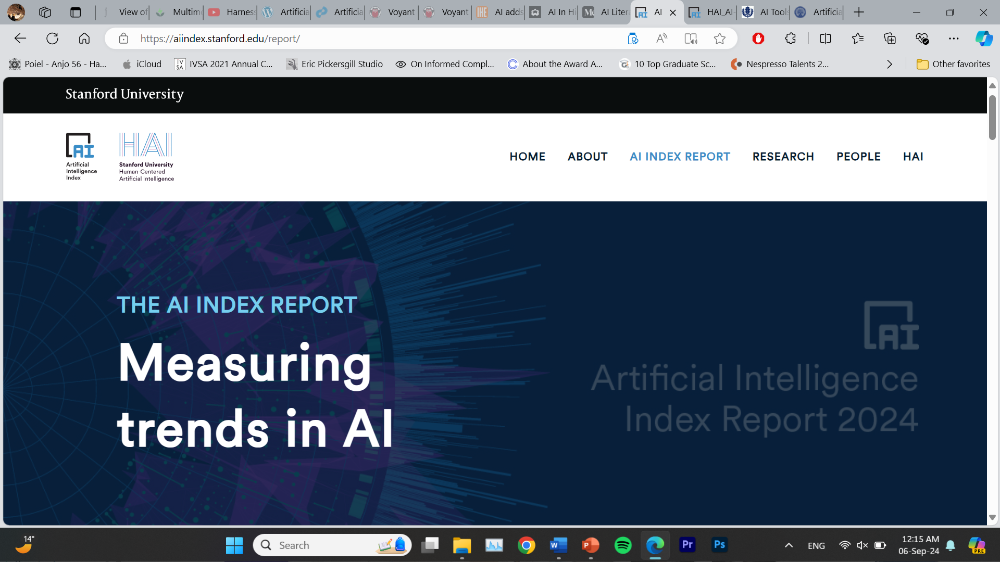 View of
Multim
Harness
Artificia
Artificia
Voyant
Voyant
AI adds
AI In Hi
AI Liter
AI
HAI_AI-
AI Tools
Artificia
https://aiindex.stanford.edu/report/
Poiel - Anjo 56 - Ha...
iCloud
IVSA 2021 Annual C...
Eric Pickersgill Studio
On Informed Compl...
About the Award A...
10 Top Graduate Sc...
Nespresso Talents 2...
Other favorites
Stanford University
AI
Artificial
Intelligence
Index
HAI
Stanford University
Human-Centered
Artificial Intelligence
HOME
ABOUT
AI INDEX REPORT
RESEARCH
PEOPLE
HAI
THE AI INDEX REPORT
Measuring
trends in AI
AI
Artificial Intelligence
Index Report 2024
14°
Search
ENG
12:15 AM
06-Sep-24